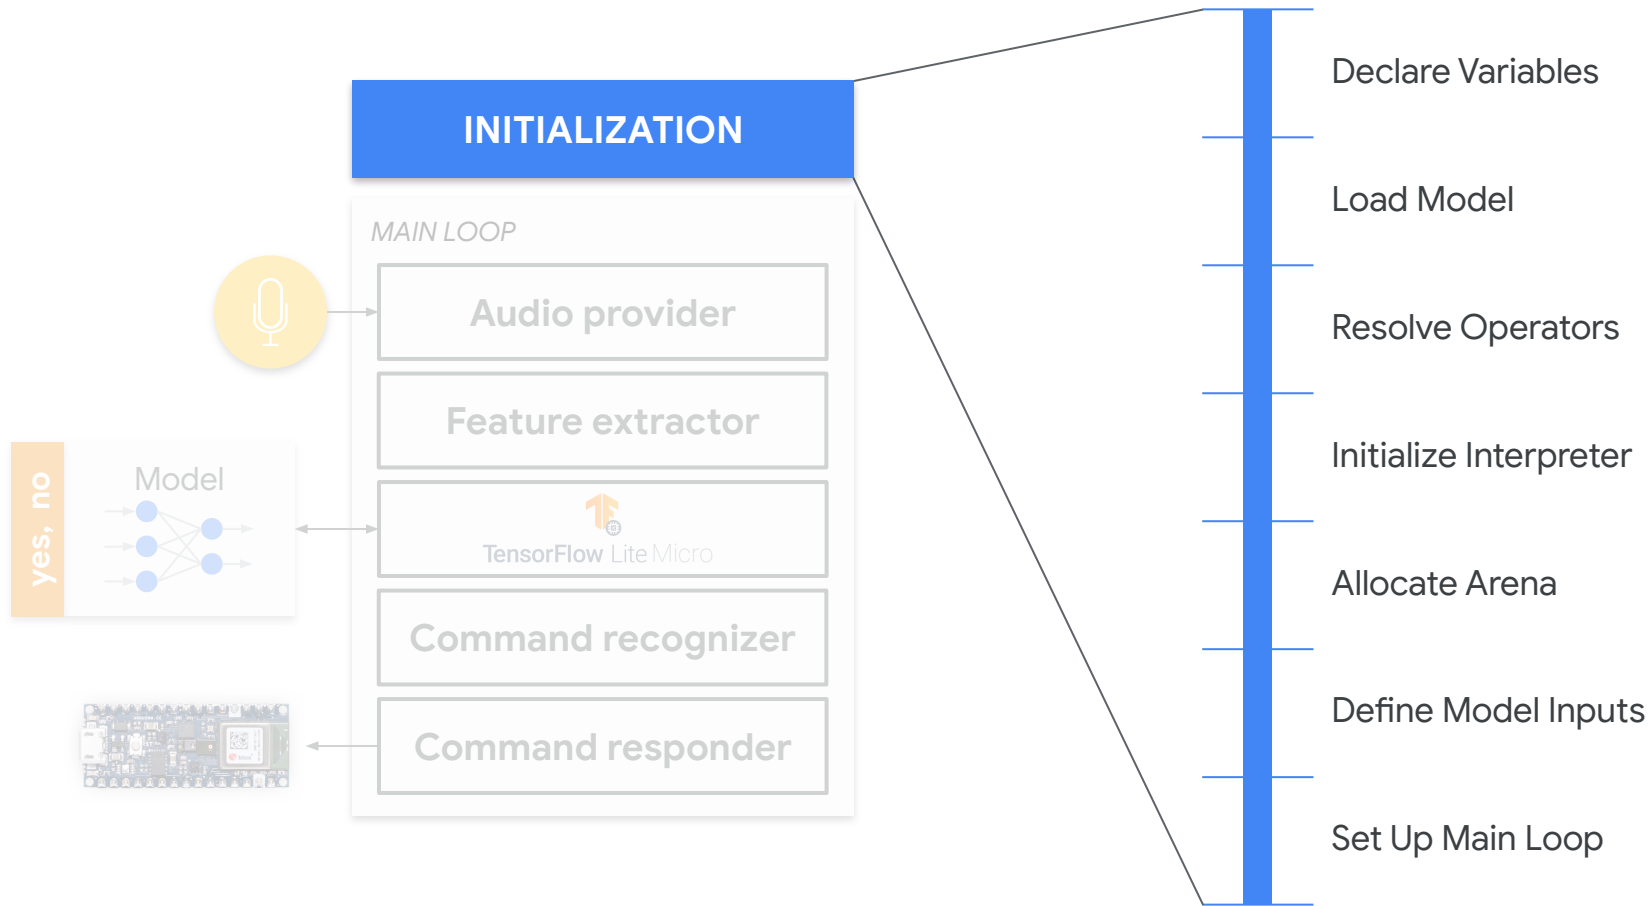 INITIALIZATION
MAIN LOOP
Audio provider
Feature extractor
TensorFlow Lite Micro
Command recognizer
Command responder
Model
yes, no
Declare Variables
Load Model
Resolve Operators
Initialize Interpreter
Allocate Arena
Define Model Inputs
Set Up Main Loop